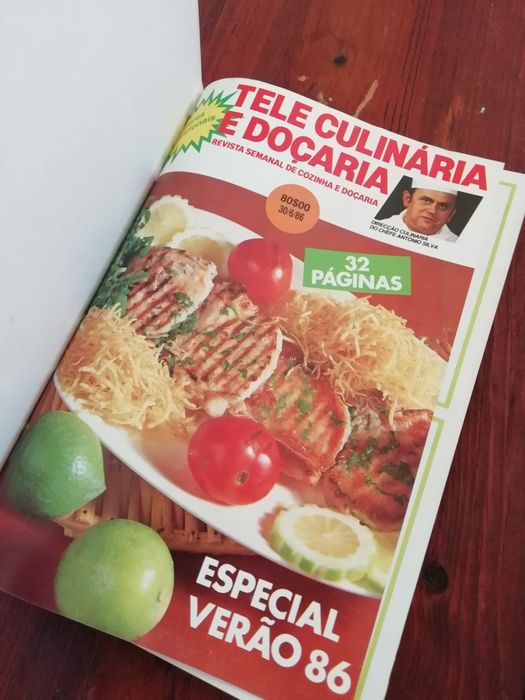 TELE CULINÁRIA
E DOÇARIA
REVISTA SEMANAL DE COZINHA E DOÇARIA
80$00
30/6/86
DIRECÇÃO CULINÁRIA
DO CHEFE ANTÓNIO SILVA
32
PÁGINAS
ESPECIAL
VERÃO 86